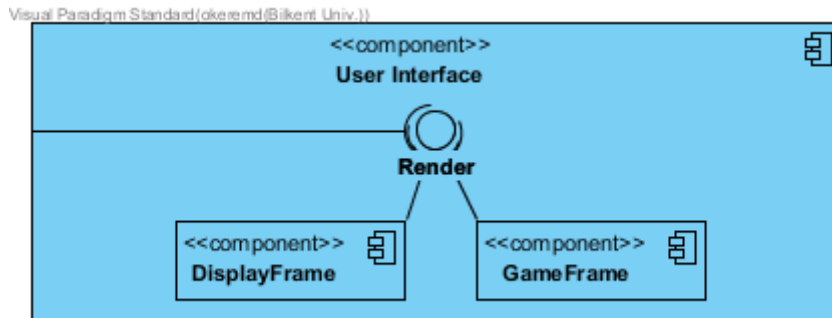 Visual Paradigm Standard(okeremd(Bilkent Univ.))
<<component>>
User Interface
Render
<<component>>
DisplayFrame
<<component>>
GameFrame